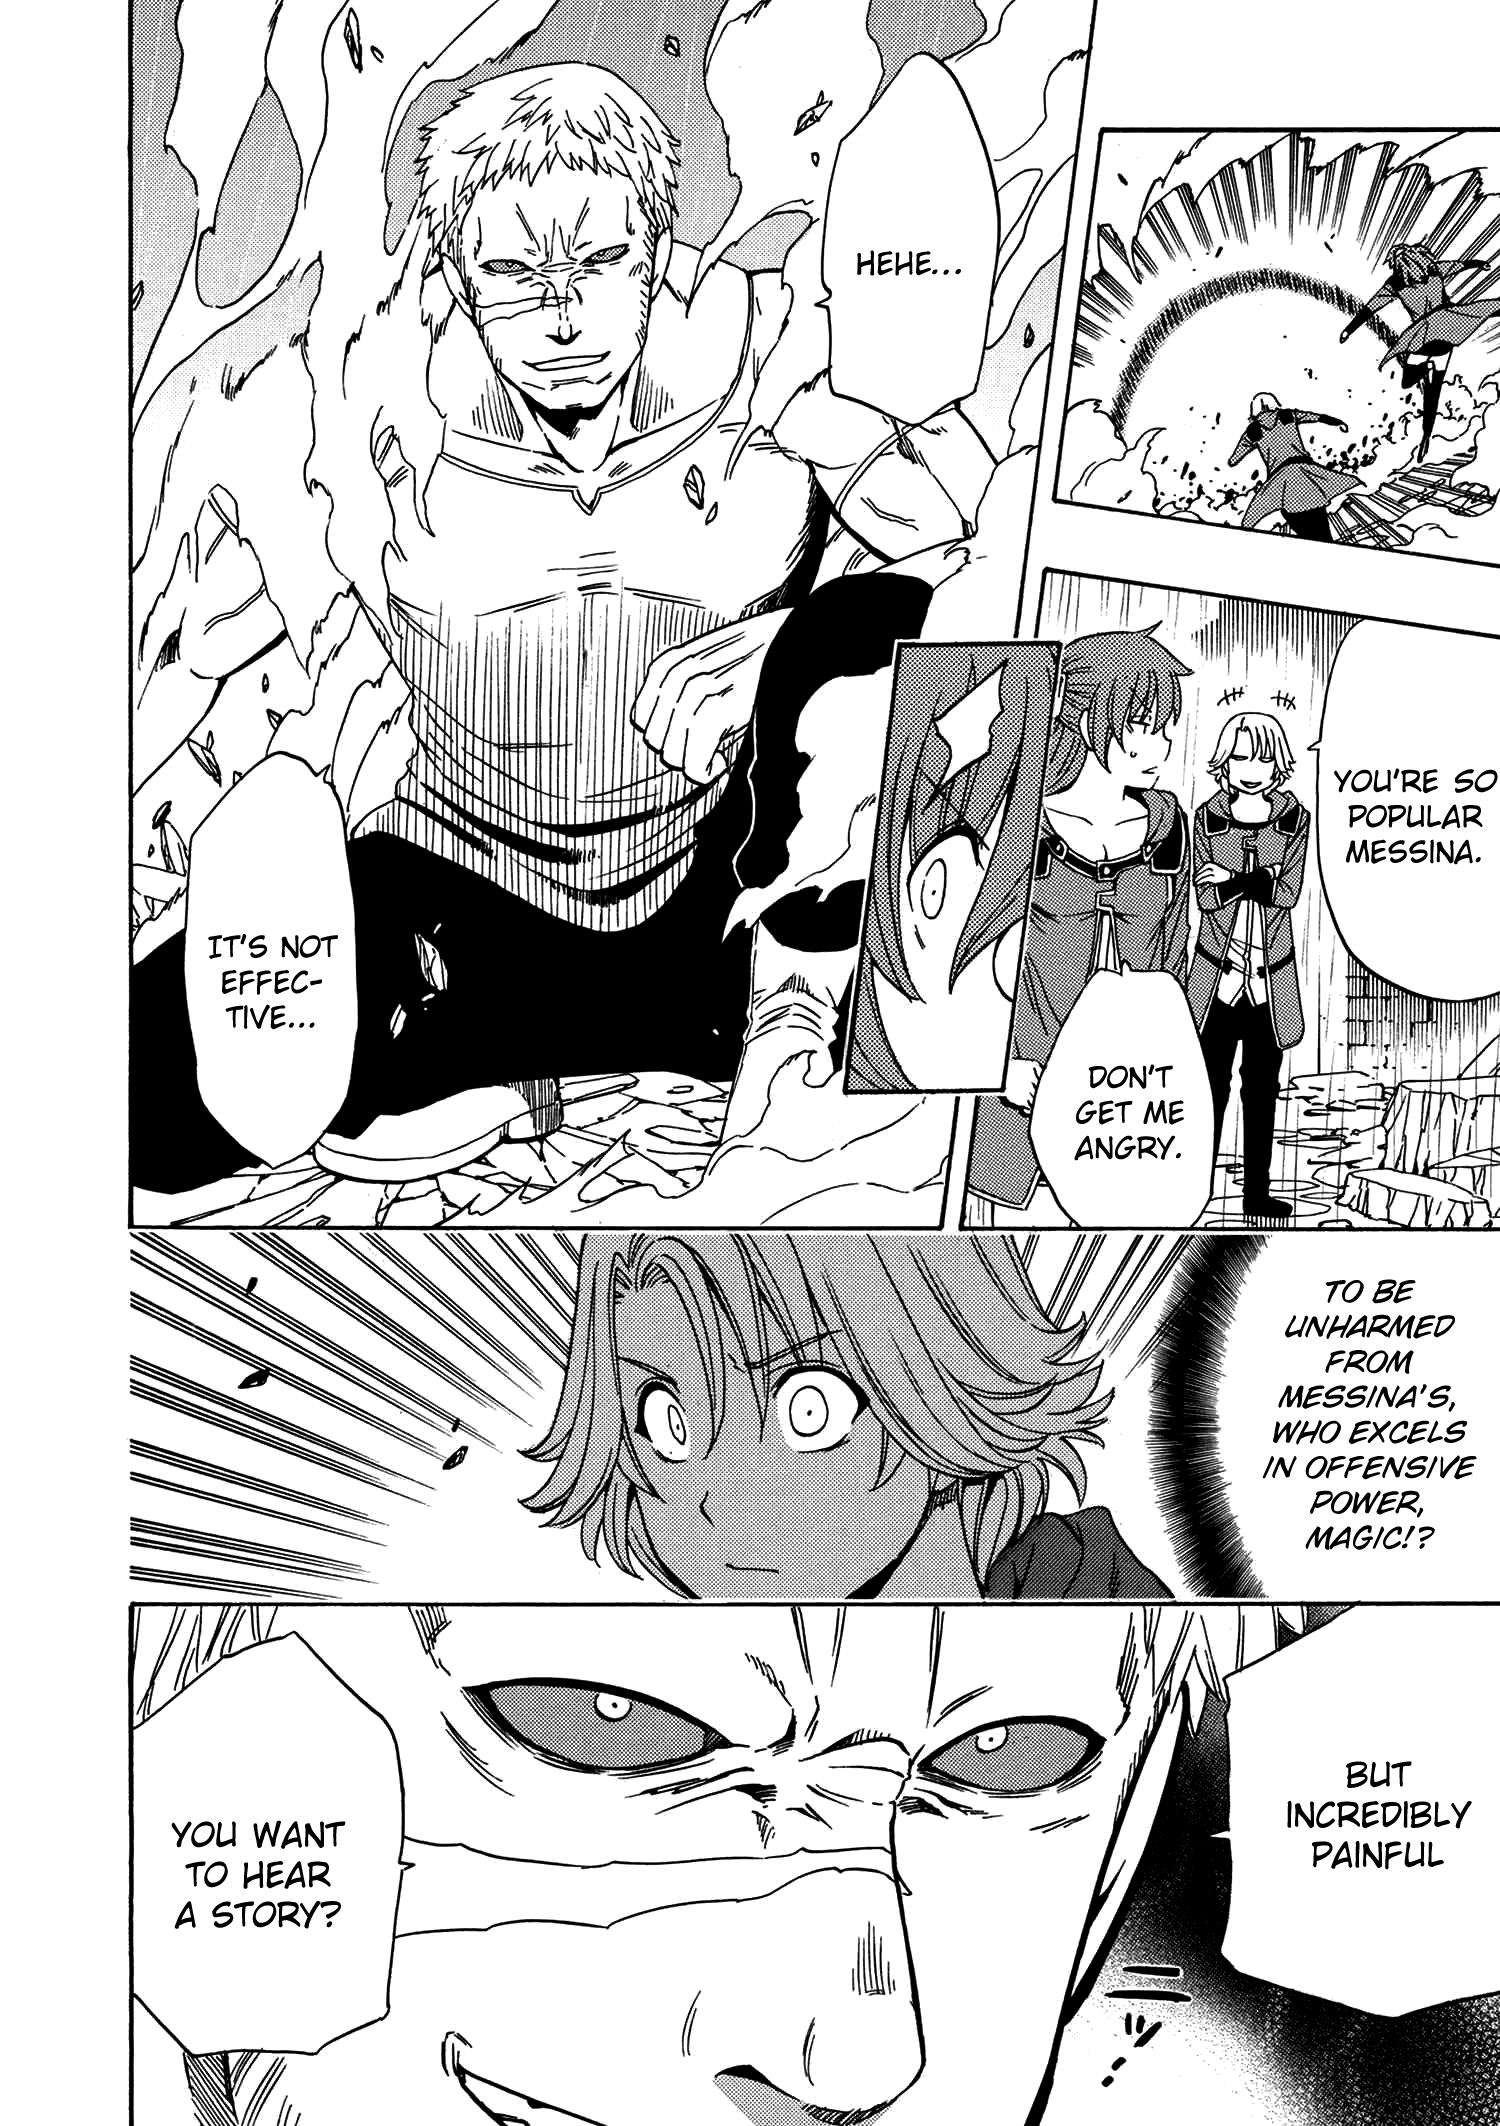 YOU'RE SO
POPULAR
MESSINA.
DON'T
GET ME
ANGRY.
HEHE...
IT'S NOT
EFFEC-
TIVE...
TO BE
UNHARMED
FROM
MESSINA'S,
WHO EXCELS
IN OFFENSIVE
POWER,
MAGIC!?
BUT
INCREDIBLY
PAINFUL
YOU WANT
TO HEAR
A STORY?